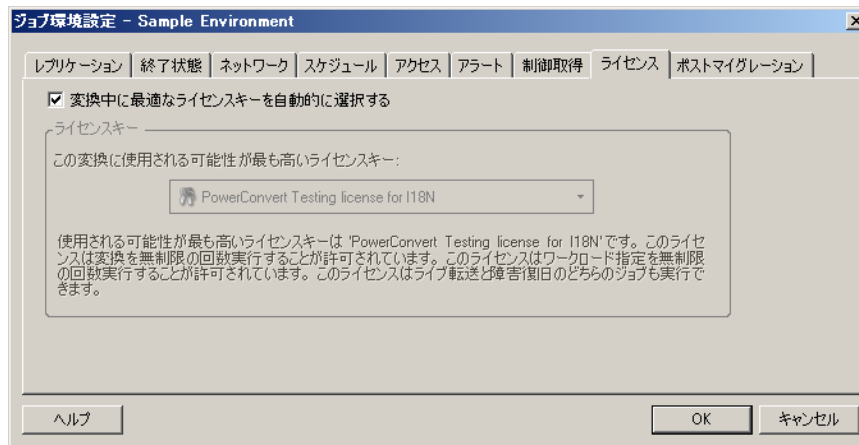 ジョブ環境設定 - Sample Environment
レプリケーション 終了状態 ネットワーク スケジュール アクセス アラート 制御取得 ライセンス ポストマイグレーション
変換中に最適なライセンスキーを自動的に選択する
ライセンスキー
この変換に使用される可能性が最も高いライセンスキー:
PowerConvert Testing license for I18N
使用される可能性が最も高いライセンスキーは 'PowerConvert Testing license for I18N'です。このライセ
ンスは変換を無制限の回数実行することが許可されています。このライセンスはワークロード指定を無制限
の回数実行することが許可されています。このライセンスはライブ転送と障害復旧のどちらのジョブも実行で
きます。
ヘルプ OK キャンセル